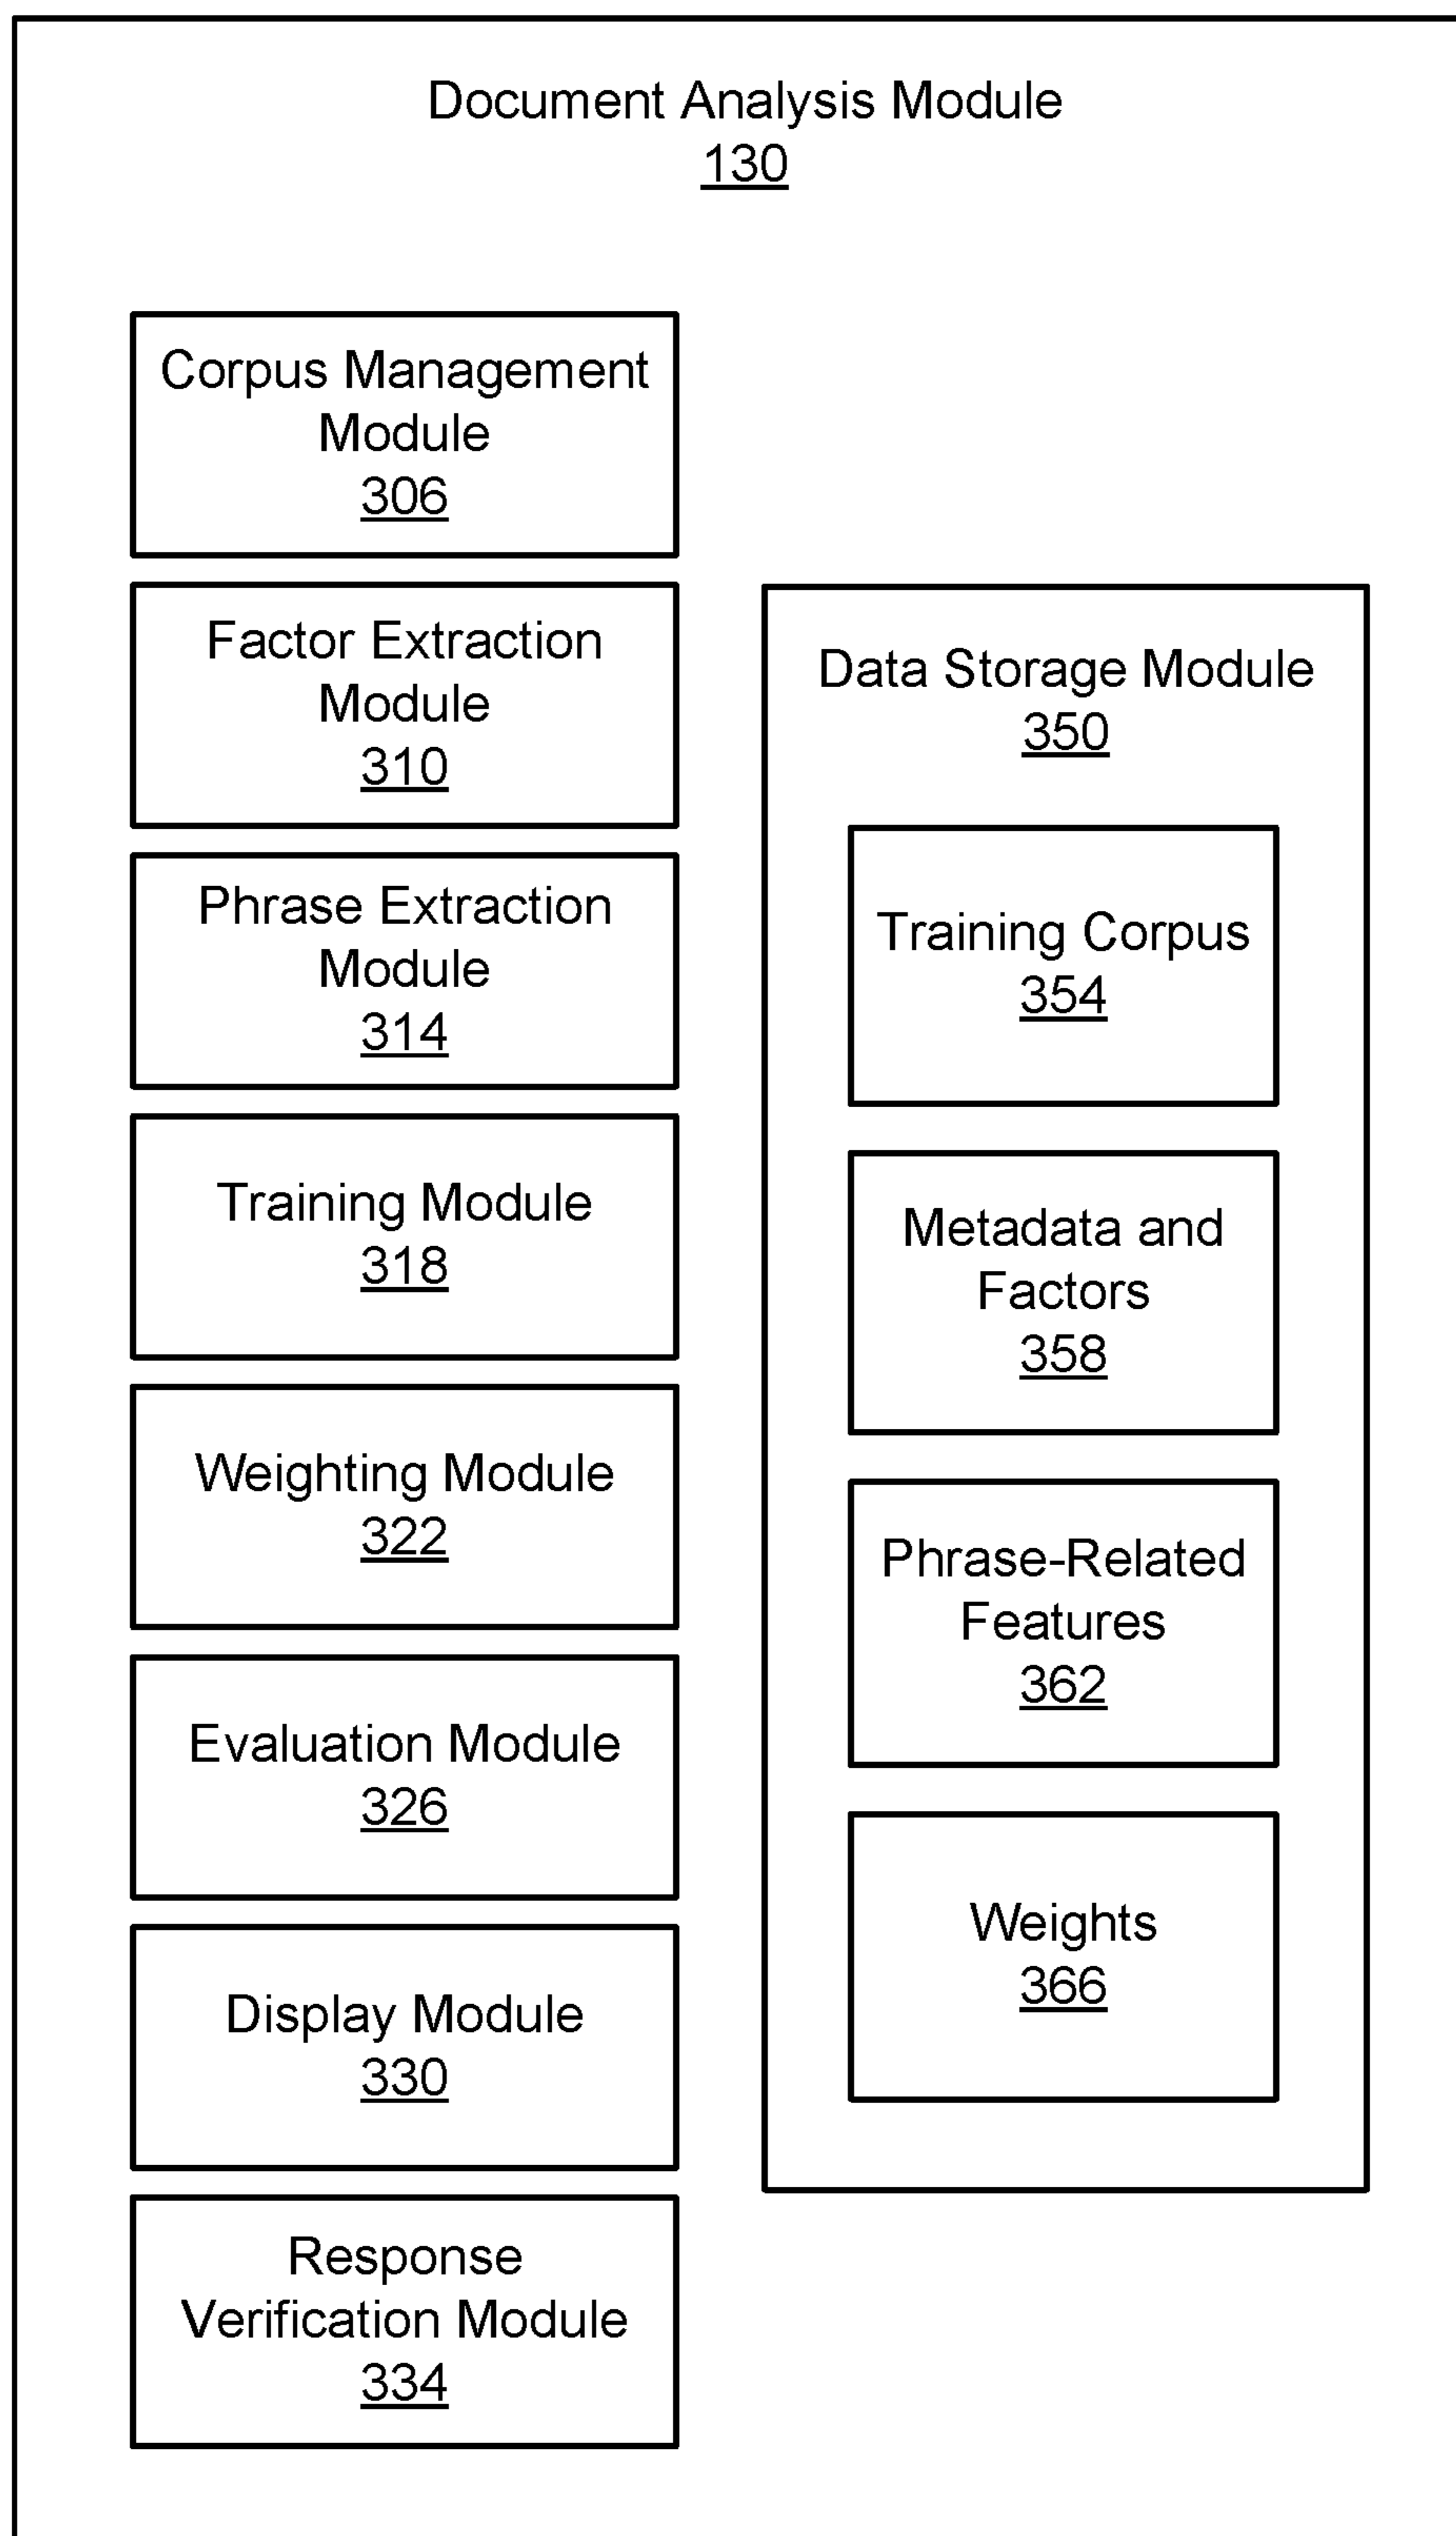 Document Analysis Module
130
Corpus Management
Module
306
Factor Extraction
Module
310
Phrase Extraction
Module
314
Training Module
318
Weighting Module
322
Evaluation Module
326
Display Module
330
Response
Verification Module
334
Data Storage Module
350
Training Corpus
354
Metadata and
Factors
358
Phrase-Related
Features
362
Weights
366